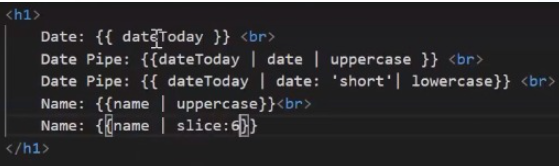 <h1>
Date: {{ dateToday }} <br>
Date Pipe: {{dateToday | date | uppercase }} <br>
Date Pipe: {{ dateToday | date: 'short'| lowercase}} <br>
Name: {{name | uppercase}}<br>
Name: {{name | slice:6}}
</h1>